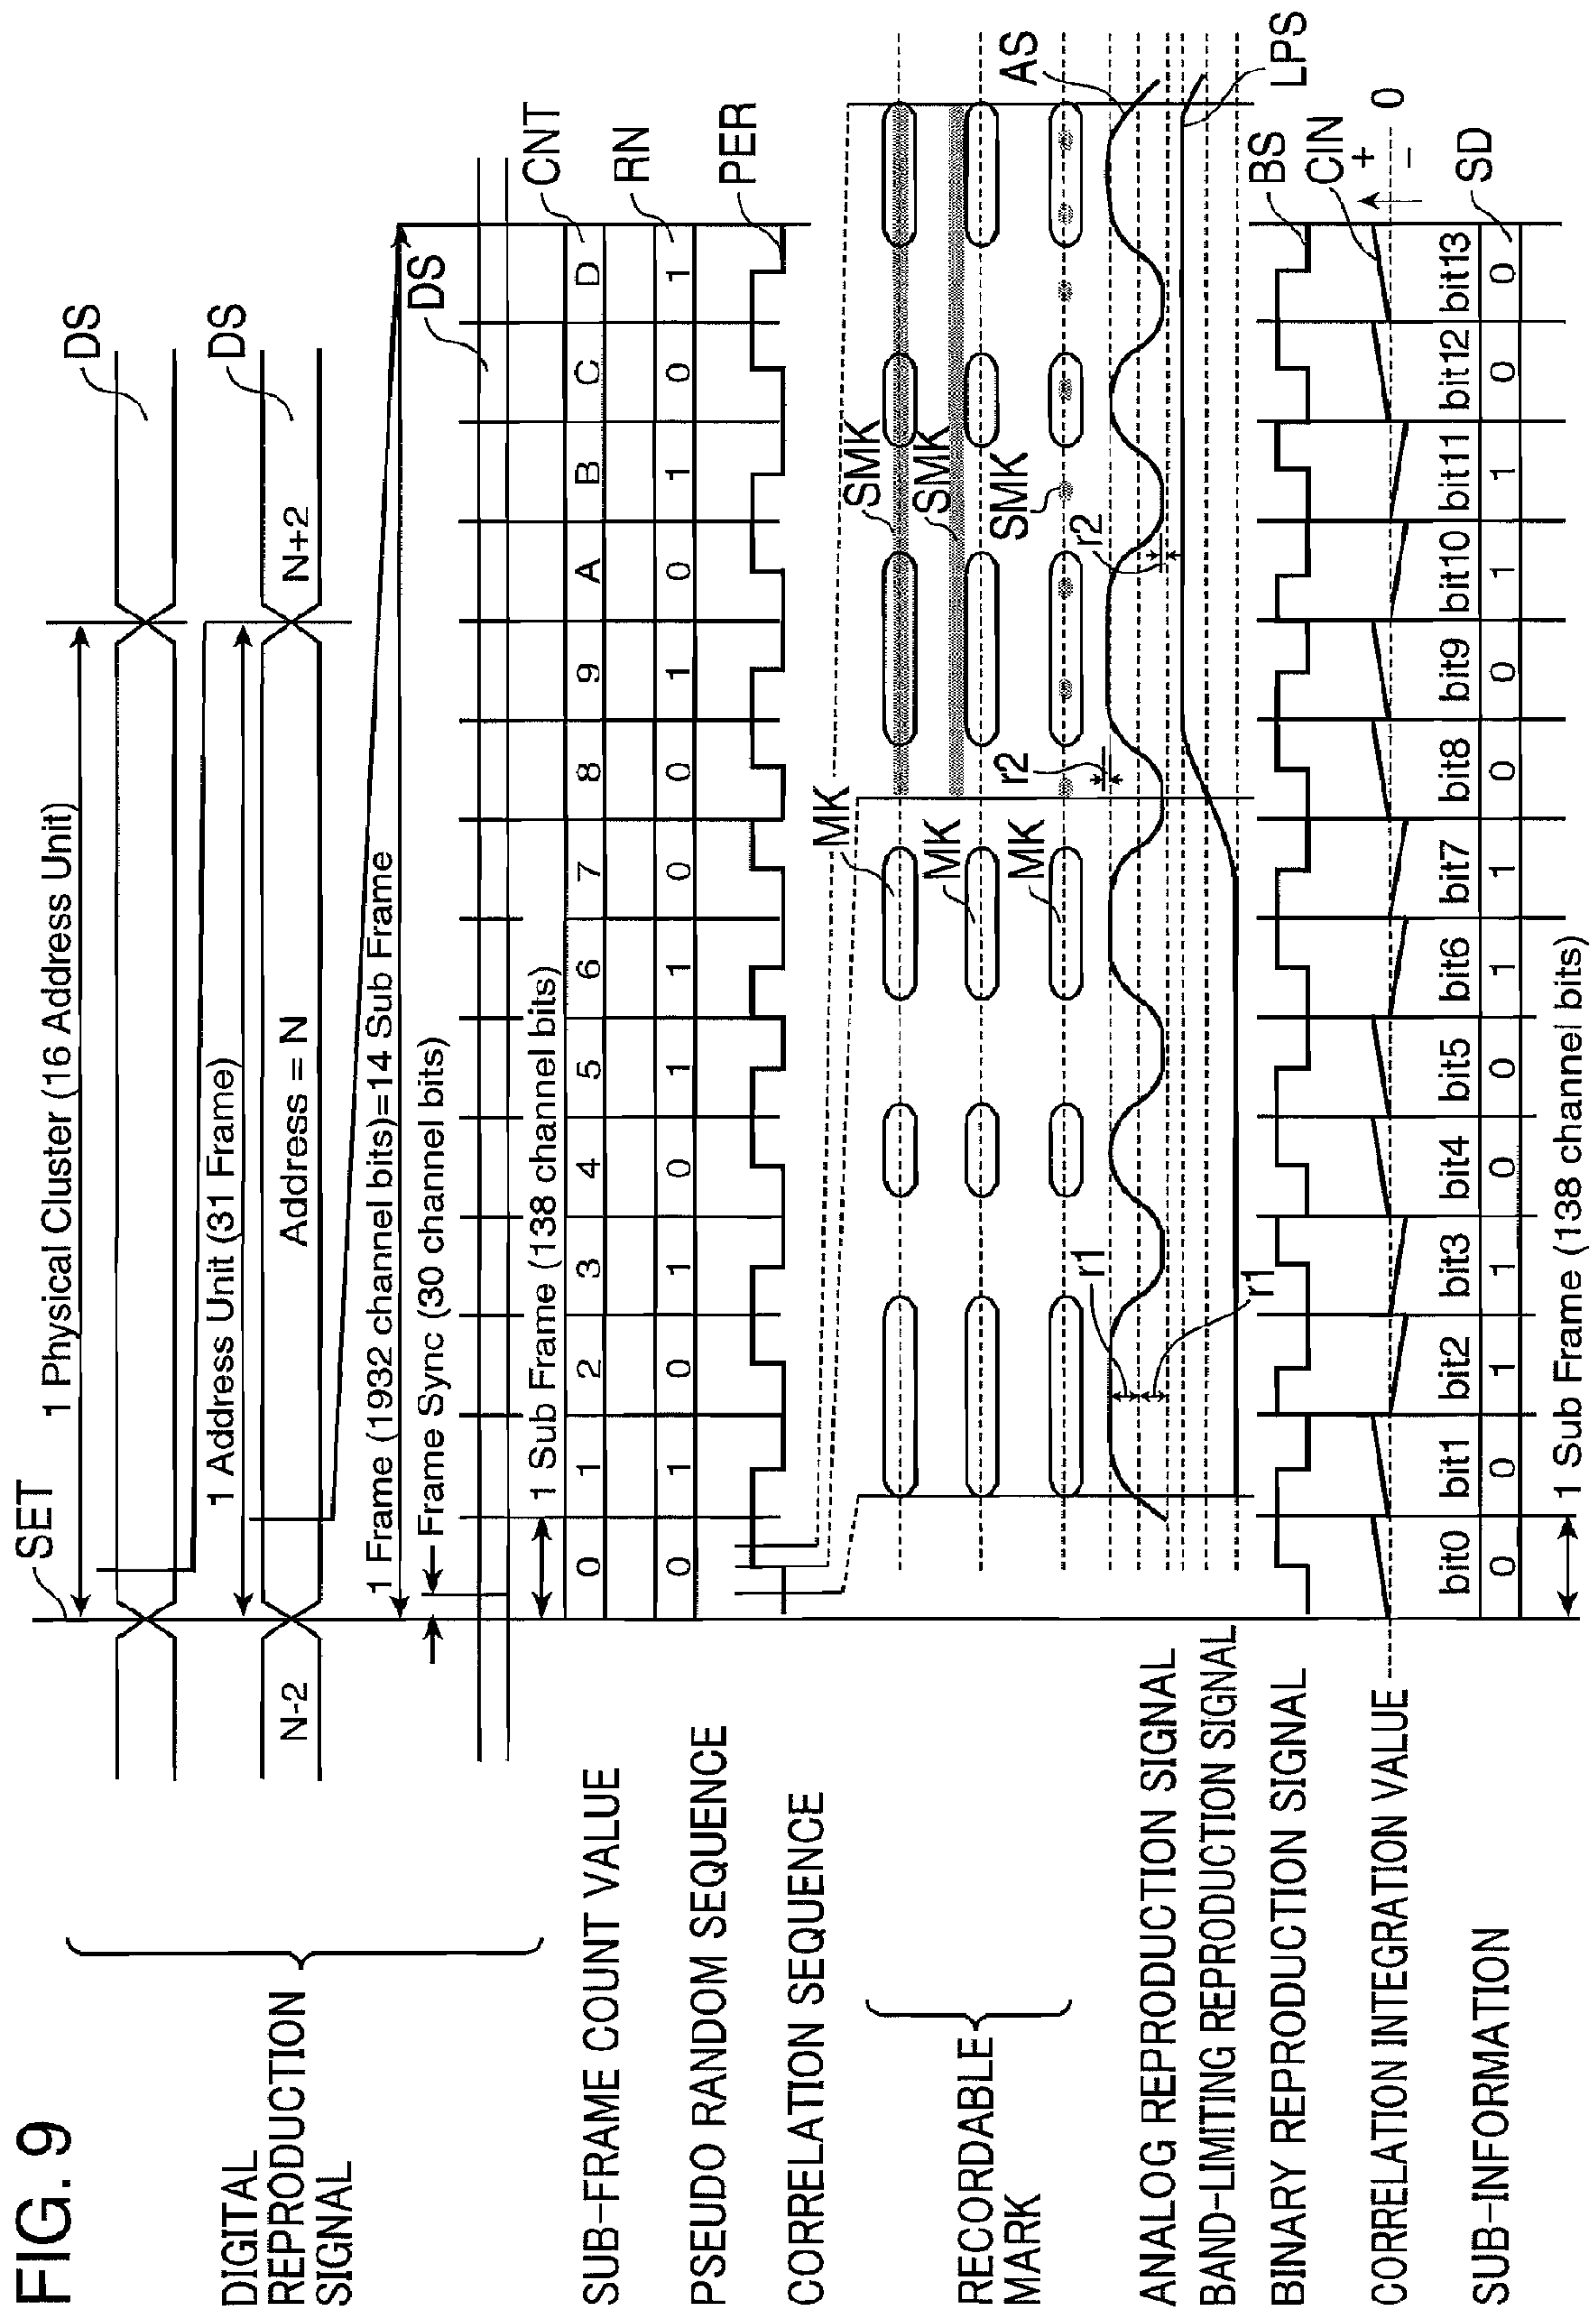 FIG. 9
SET
1 Physical Cluster (16 Address Unit)
DS
1 Address Unit (31 Frame)
DS
N-2
Address = N
N+2
1 Frame (1932 channel bits)=14 Sub Frame
Frame Sync (30 channel bits)
DS
DIGITAL
REPRODUCTION
SIGNAL
1 Sub Frame (138 channel bits)
CNT
SUB-FRAME COUNT VALUE
0 1 2 3 4 5 6 7 8 9 A B C D
RN
PSEUDO RANDOM SEQUENCE
0 1 0 1 0 1 1 0 0 1 0 1 0 1
PER
CORRELATION SEQUENCE
RECORDABLE
MARK
MK
MK
MK
SMK
SMK
SMK
r1
r1
r2
r2
AS
ANALOG REPRODUCTION SIGNAL
LPS
BAND-LIMITING REPRODUCTION SIGNAL
BS
BINARY REPRODUCTION SIGNAL
CIN
+
0
−
CORRELATION INTEGRATION VALUE
bit0 bit1 bit2 bit3 bit4 bit5 bit6 bit7 bit8 bit9 bit10 bit11 bit12 bit13
SD
SUB-INFORMATION
0 0 1 1 0 0 1 1 0 0 1 1 0 0
1 Sub Frame (138 channel bits)